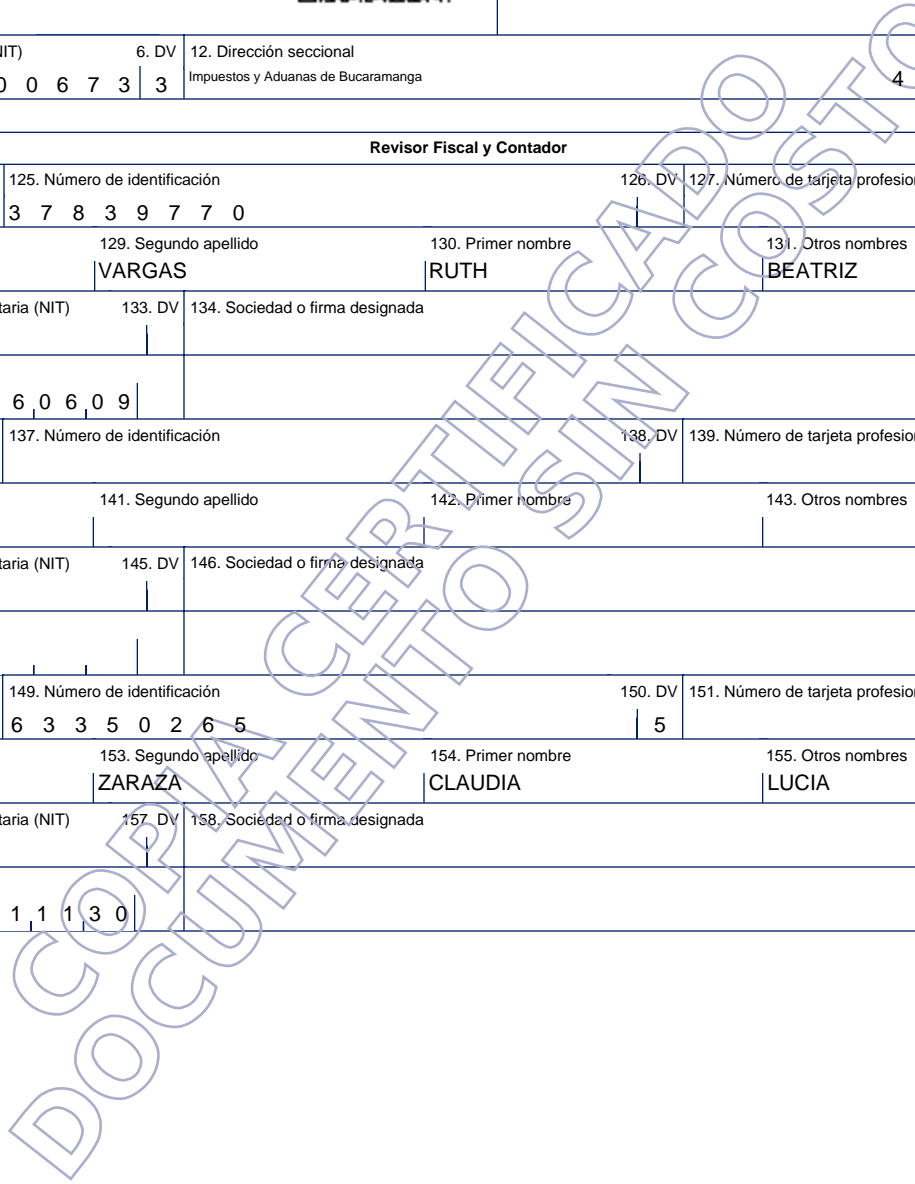 NIT) 6. DV 12. Dirección seccional
0 0 6 7 3 3 Impuestos y Aduanas de Bucaramanga 4
Revisor Fiscal y Contador
125. Número de identificación 126. DV 127. Número de tarjeta profesion
3 7 8 3 9 7 7 0
129. Segundo apellido 130. Primer nombre 131. Otros nombres
VARGAS RUTH BEATRIZ
taria (NIT) 133. DV 134. Sociedad o firma designada
6 0 6 0 9
137. Número de identificación 138. DV 139. Número de tarjeta profesion
141. Segundo apellido 142. Primer nombre 143. Otros nombres
taria (NIT) 145. DV 146. Sociedad o firma designada
149. Número de identificación 150. DV 151. Número de tarjeta profesion
6 3 3 5 0 2 6 5 5
153. Segundo apellido 154. Primer nombre 155. Otros nombres
ZARAZA CLAUDIA LUCIA
taria (NIT) 157. DV 158. Sociedad o firma designada
1 1 1 3 0
COPIA CERTIFICADO
DOCUMENTO SIN COSTO